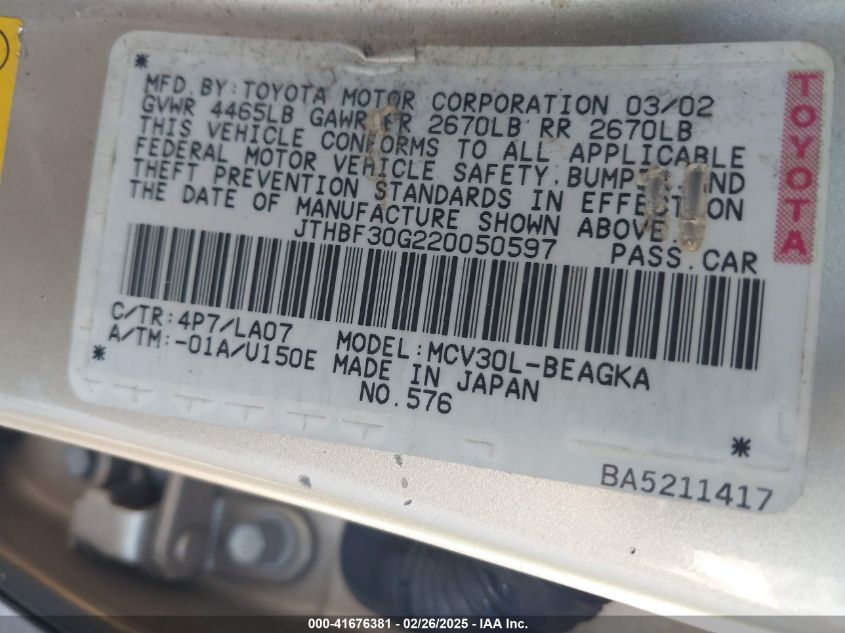 MFD. BY: TOYOTA MOTOR CORPORATION 03/02
GVWR 4465LB GAWR FR 2670LB RR 2670LB
THIS VEHICLE CONFORMS TO ALL APPLICABLE
FEDERAL MOTOR VEHICLE SAFETY, BUMPER, AND
THEFT PREVENTION STANDARDS IN EFFECT ON
THE DATE OF MANUFACTURE SHOWN ABOVE.
JTHBF30G220050597 PASS. CAR
C/TR: 4P7/LA07 MODEL: MCV30L-BEAGKA
A/TM: -01A/U150E MADE IN JAPAN
NO. 576
BA5211417
TOYOTA
000-41676381 - 02/26/2025 - © IAA Holdings, LLC.